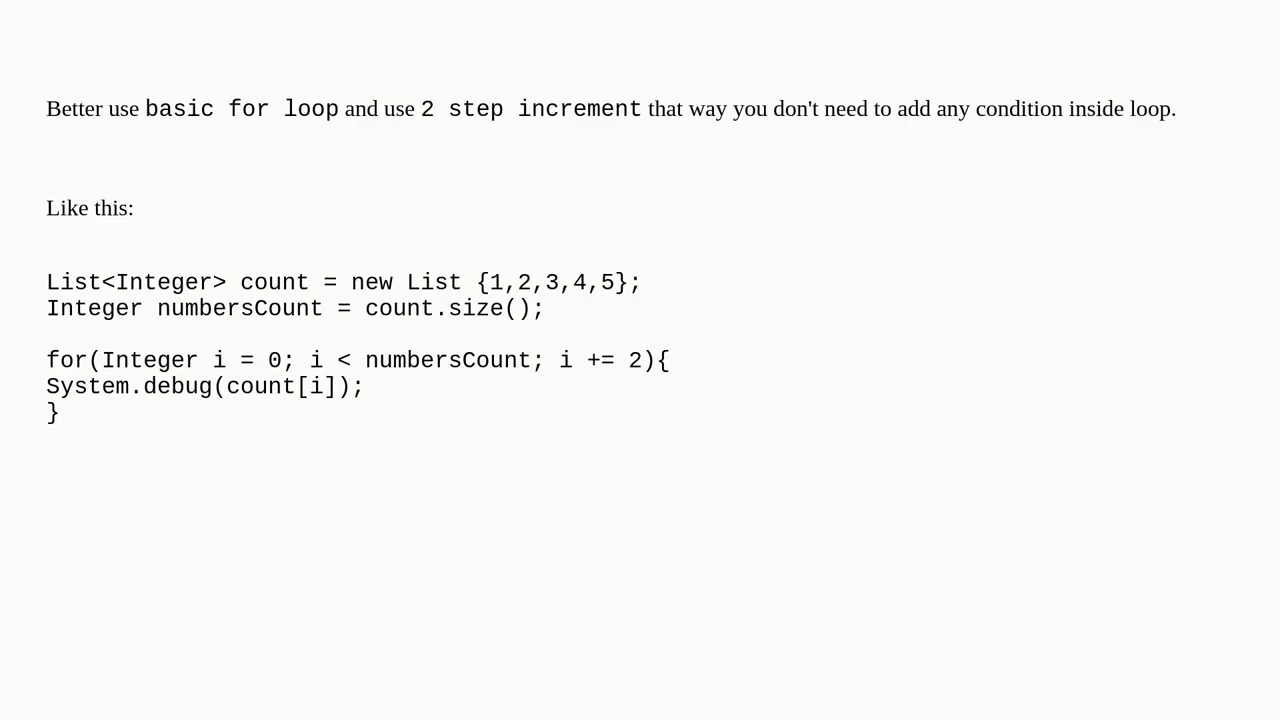 Better use basic for loop and use 2 step increment that way you don't need to add any condition inside loop.
Like this:
List<Integer> count = new List {1,2,3,4,5};
Integer numbersCount = count.size();
for(Integer i = 0; i < numbersCount; i += 2){
System.debug(count[i]);
}